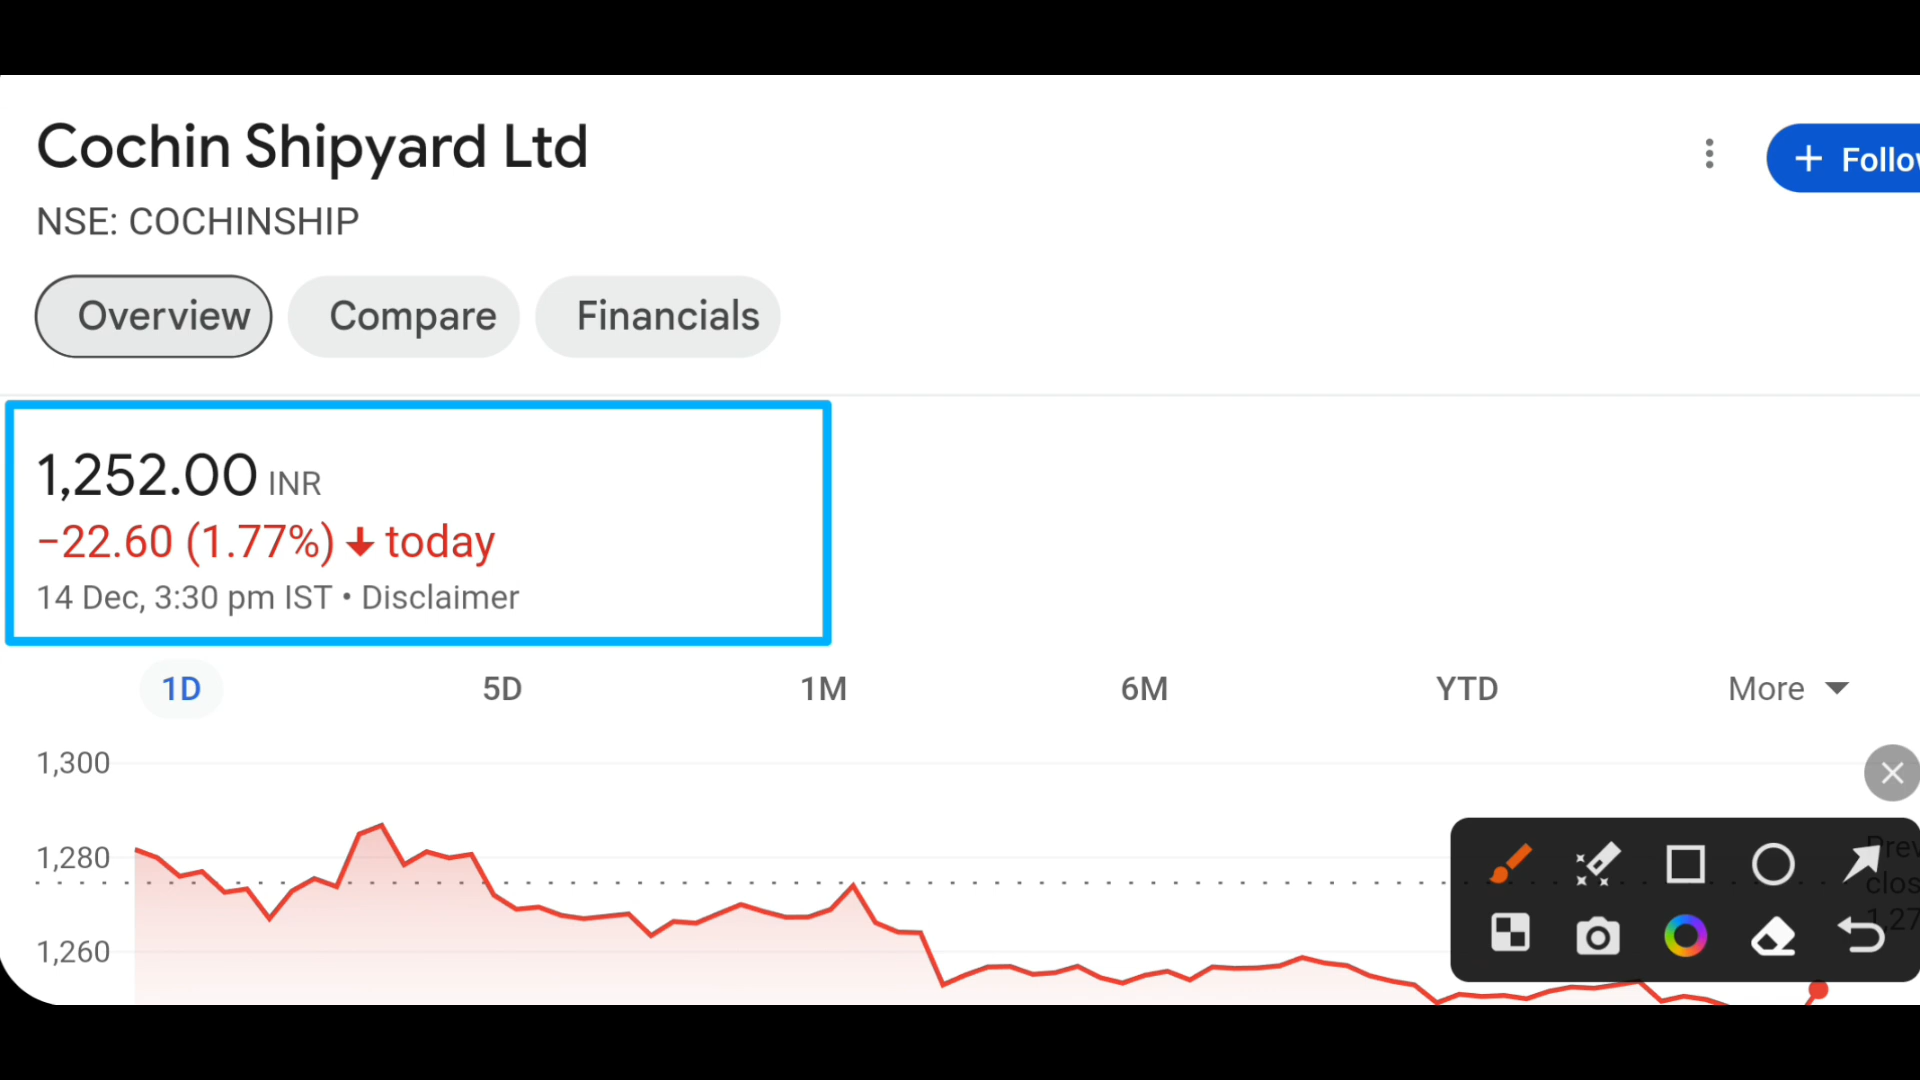 Cochin Shipyard Ltd
+ Follow
NSE: COCHINSHIP
Overview
Compare
Financials
1,252.00 INR
−22.60 (1.77%) ↓ today
14 Dec, 3:30 pm IST • Disclaimer
1D
5D
1M
6M
YTD
More
1,300
1,280
1,260